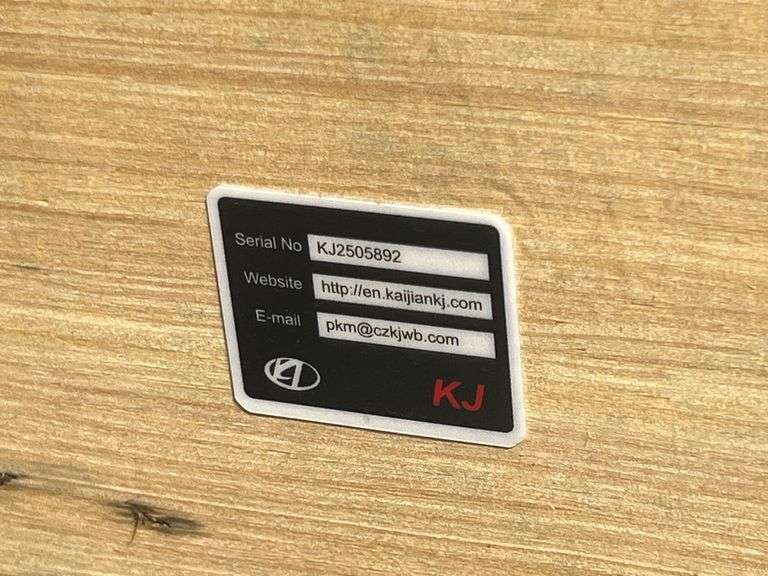 Serial No KJ2505892
Website http://en.kaijiankj.com
E-mail pkm@czkjwb.com
KJ